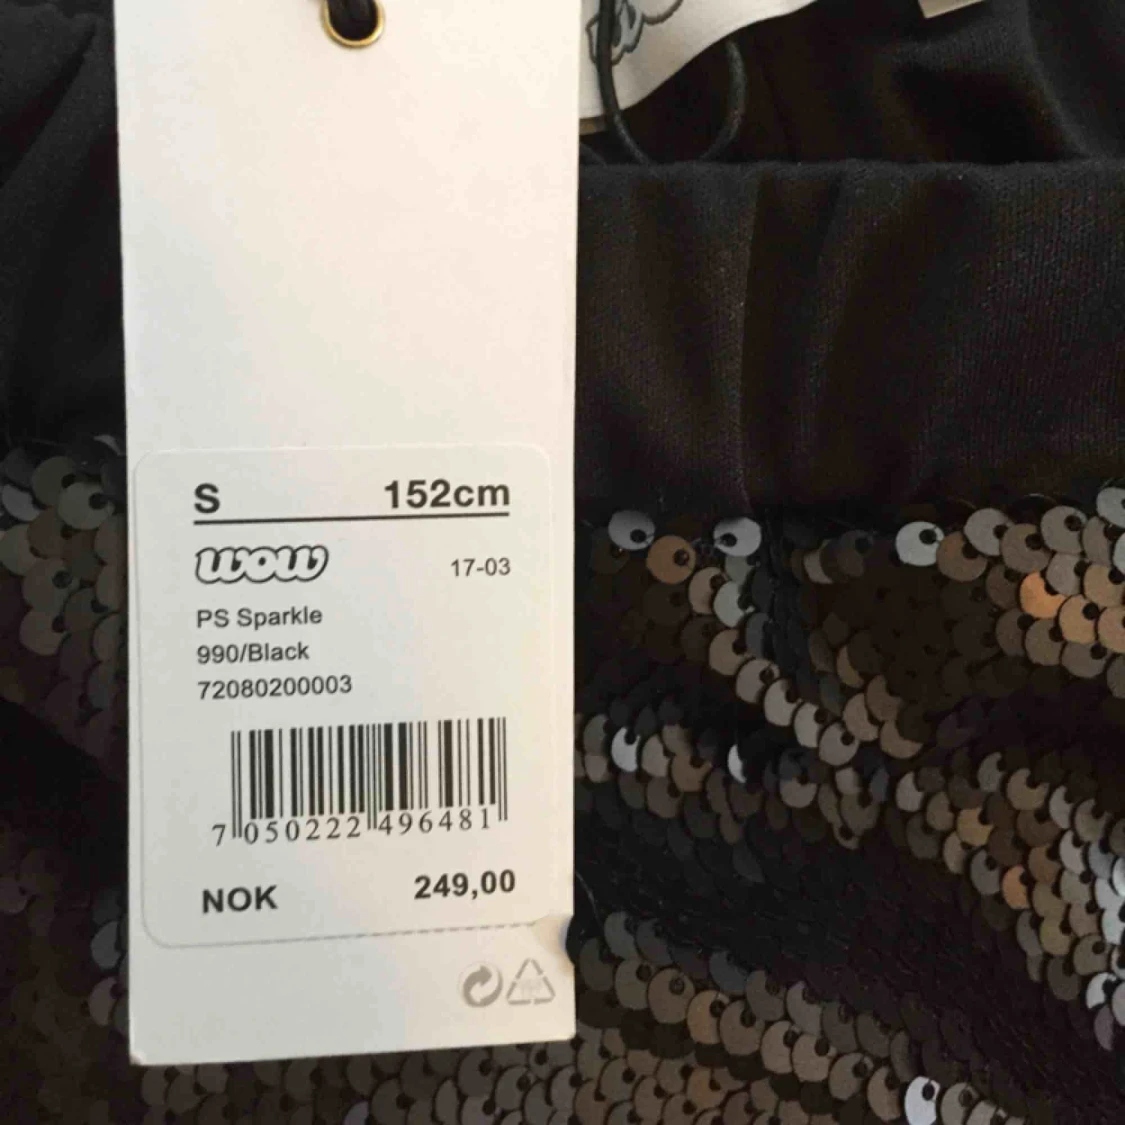 S 152cm
wow 17-03
PS Sparkle
990/Black
72080200003
7 050222 496481
NOK 249,00